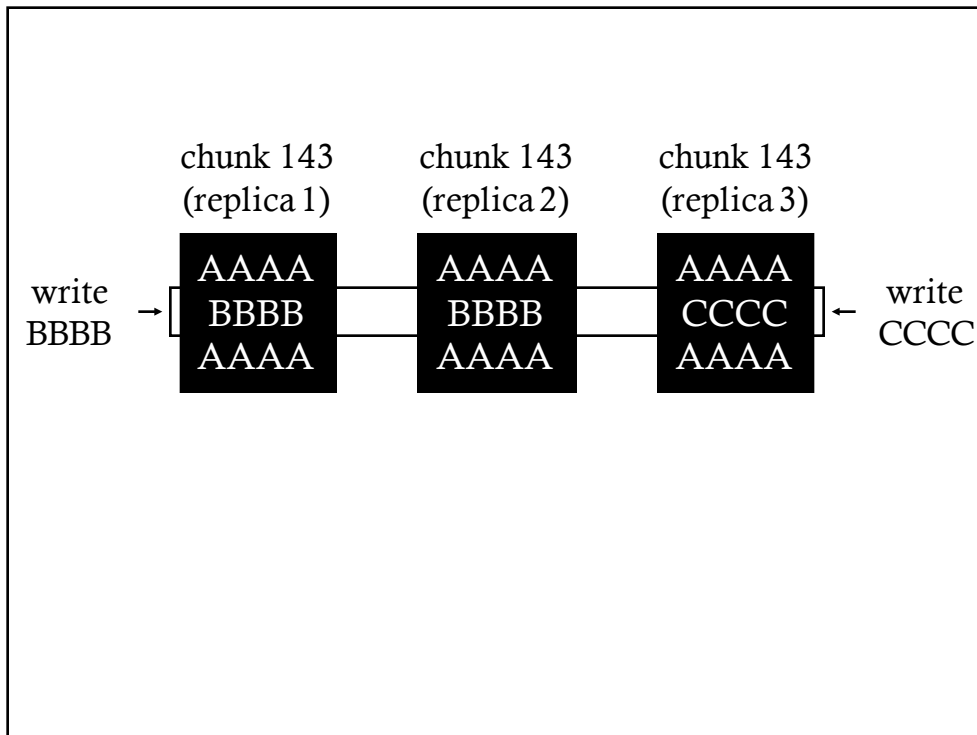 chunk 143
(replica 1)
chunk 143
(replica 2)
chunk 143
(replica 3)
write
BBBB
AAAA
BBBB
AAAA
AAAA
BBBB
AAAA
AAAA
CCCC
AAAA
write
CCCC